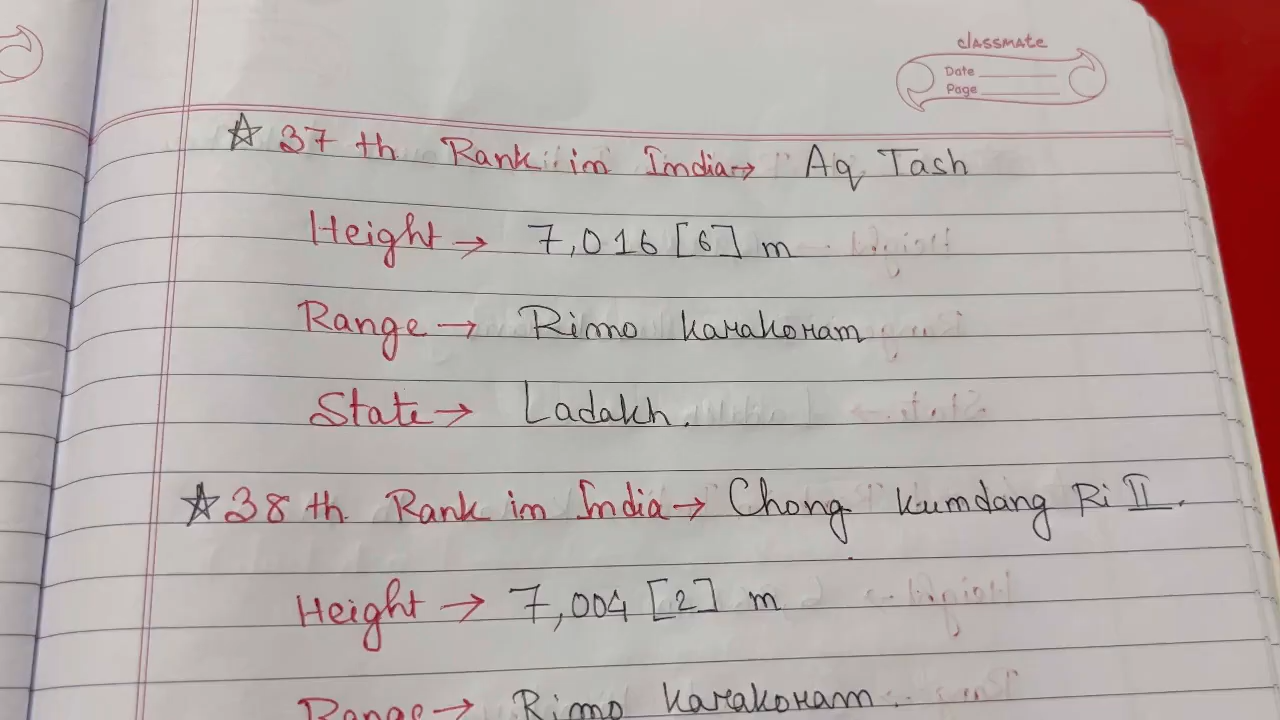 classmate
Date
Page
☆ 37 th Rank in India→ Aq Tash
Height → 7,016 [6] m
Range → Rimo Karakoram
State → Ladakh.
☆ 38 th Rank in India → Chong Kumdang Ri II.
Height → 7,004 [2] m
Range → Rimo Karakoram.